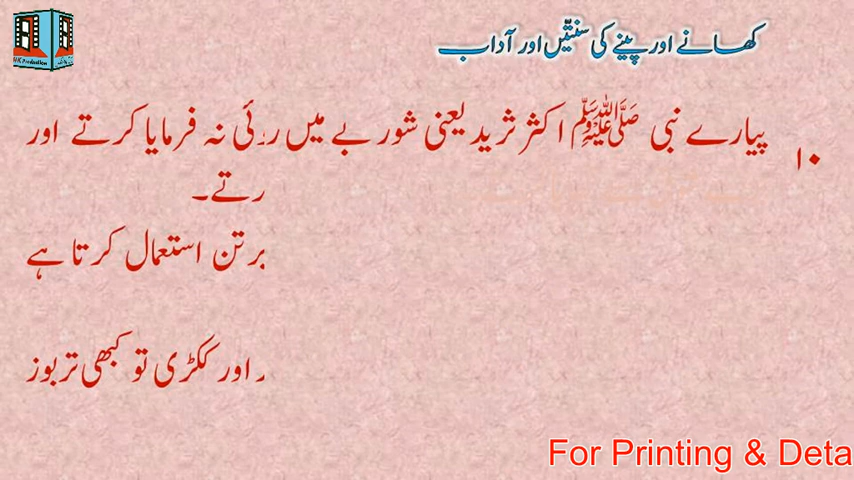 کھانے اور پینے کی سنتیں اور آداب
۱۰ پیارے نبی ﷺ اکثر ثرید یعنی شوربے میں رئی نہ فرمایا کرتے اور
رتے۔
برتن استعمال کرتا ہے
اور ککڑی تو کبھی تربوز
For Printing & Deta